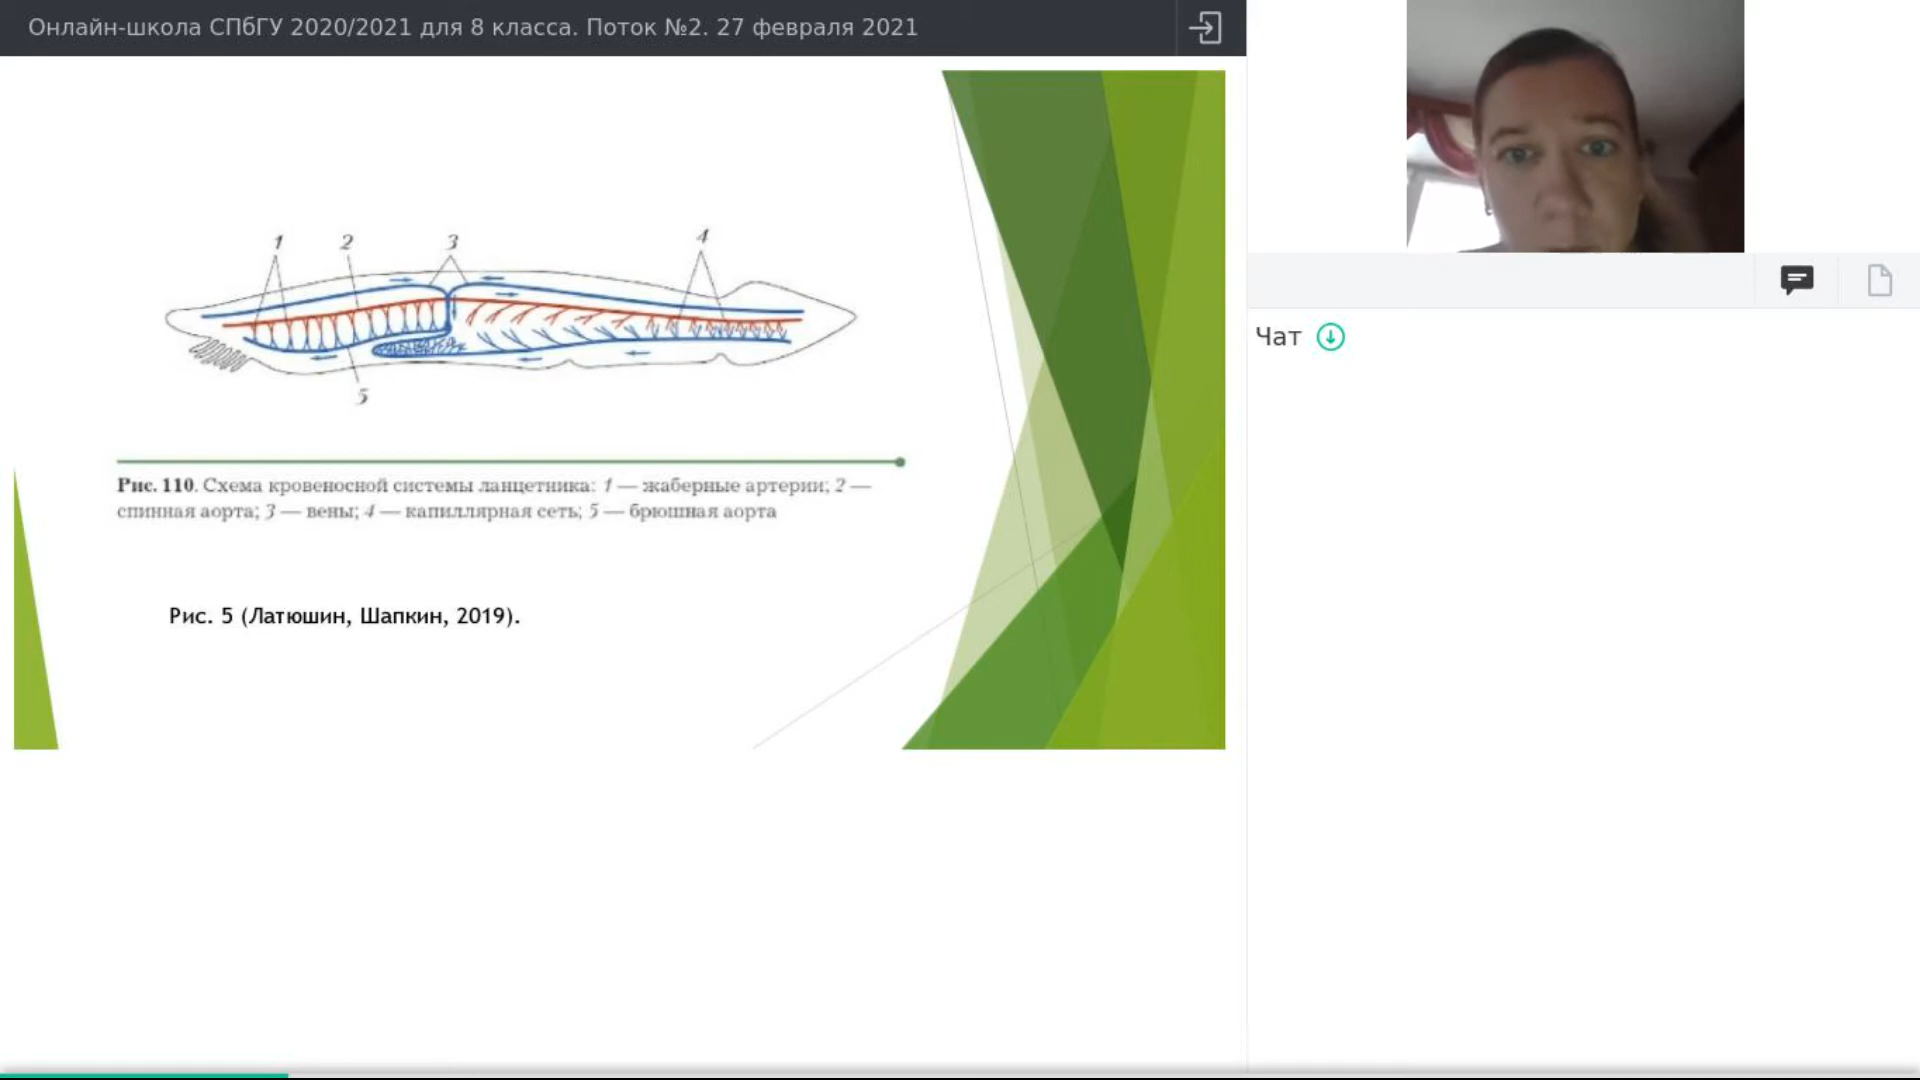 Онлайн-школа СПбГУ 2020/2021 для 8 класса. Поток №2. 27 февраля 2021
1 2 3 4
5
Рис. 110. Схема кровеносной системы ланцетника: 1 — жаберные артерии; 2 —
спинная аорта; 3 — вены; 4 — капиллярная сеть; 5 — брюшная аорта
Рис. 5 (Латюшин, Шапкин, 2019).
Чат